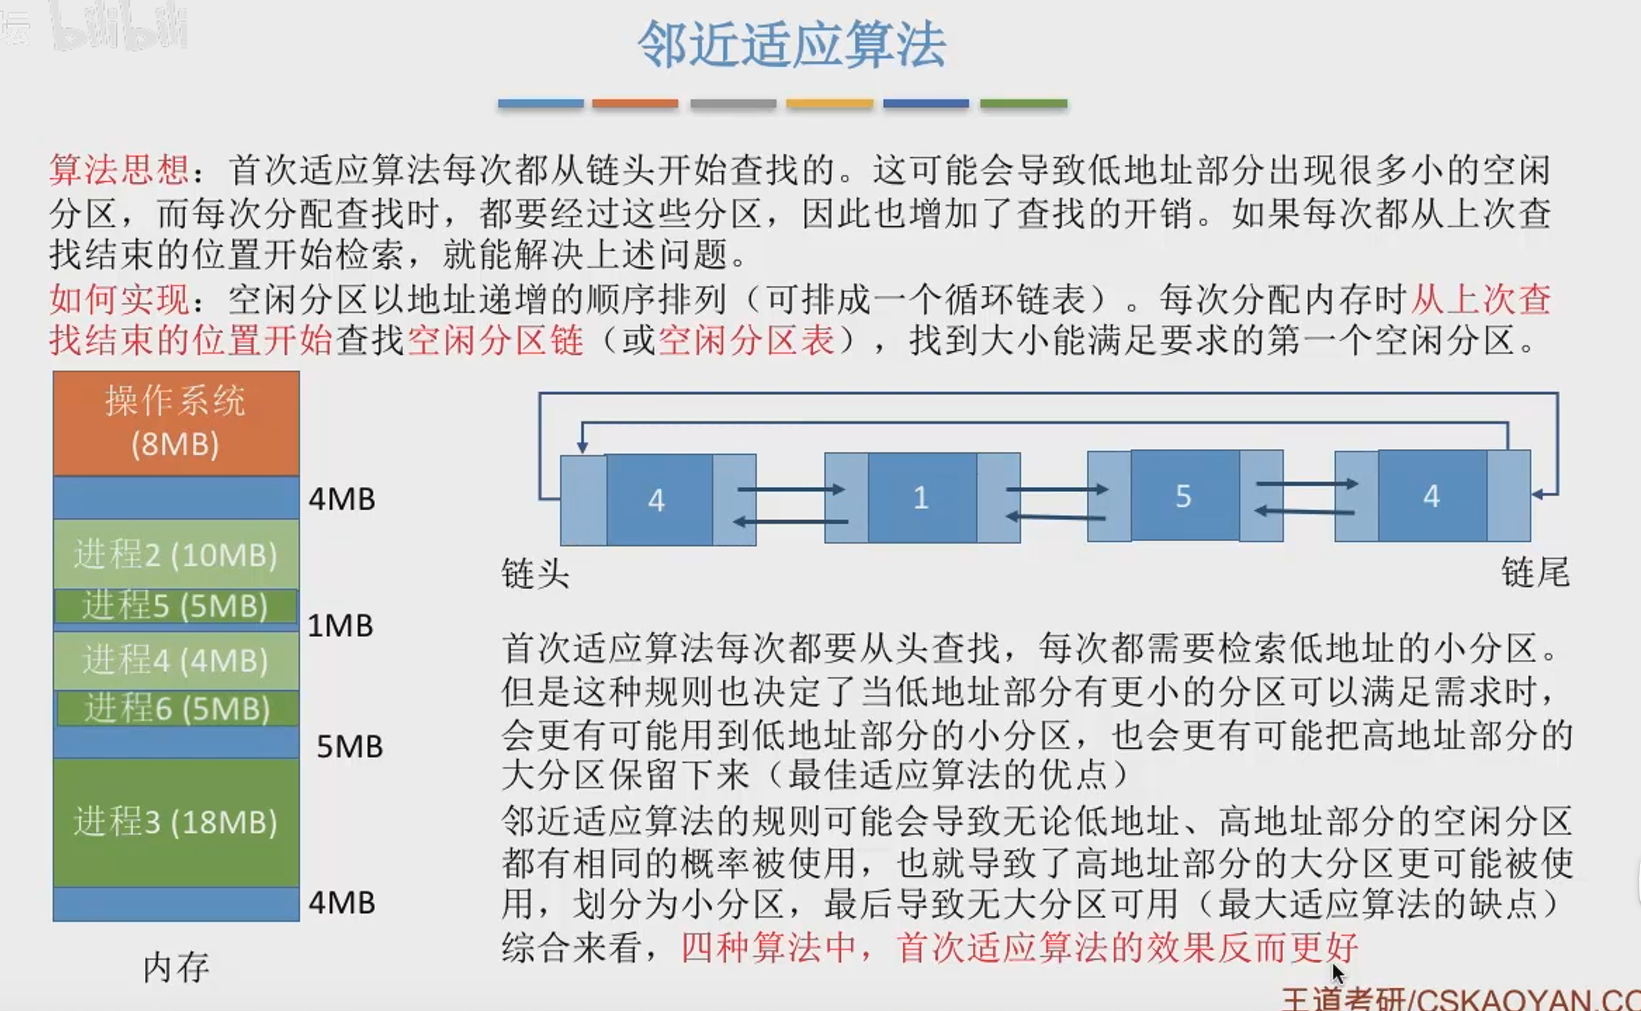 坛 bilibili
邻近适应算法
算法思想：首次适应算法每次都从链头开始查找的。这可能会导致低地址部分出现很多小的空闲
分区，而每次分配查找时，都要经过这些分区，因此也增加了查找的开销。如果每次都从上次查
找结束的位置开始检索，就能解决上述问题。
如何实现：空闲分区以地址递增的顺序排列（可排成一个循环链表）。每次分配内存时从上次查
找结束的位置开始查找空闲分区链（或空闲分区表），找到大小能满足要求的第一个空闲分区。
操作系统
(8MB)
4MB
进程2 (10MB)
进程5 (5MB)
1MB
进程4 (4MB)
进程6 (5MB)
5MB
进程3 (18MB)
4MB
内存
4
1
5
4
链头
链尾
首次适应算法每次都要从头查找，每次都需要检索低地址的小分区。
但是这种规则也决定了当低地址部分有更小的分区可以满足需求时，
会更有可能用到低地址部分的小分区，也会更有可能把高地址部分的
大分区保留下来（最佳适应算法的优点）
邻近适应算法的规则可能会导致无论低地址、高地址部分的空闲分区
都有相同的概率被使用，也就导致了高地址部分的大分区更可能被使
用，划分为小分区，最后导致无大分区可用（最大适应算法的缺点）
综合来看，四种算法中，首次适应算法的效果反而更好
王道考研/CSKAOYAN.CO